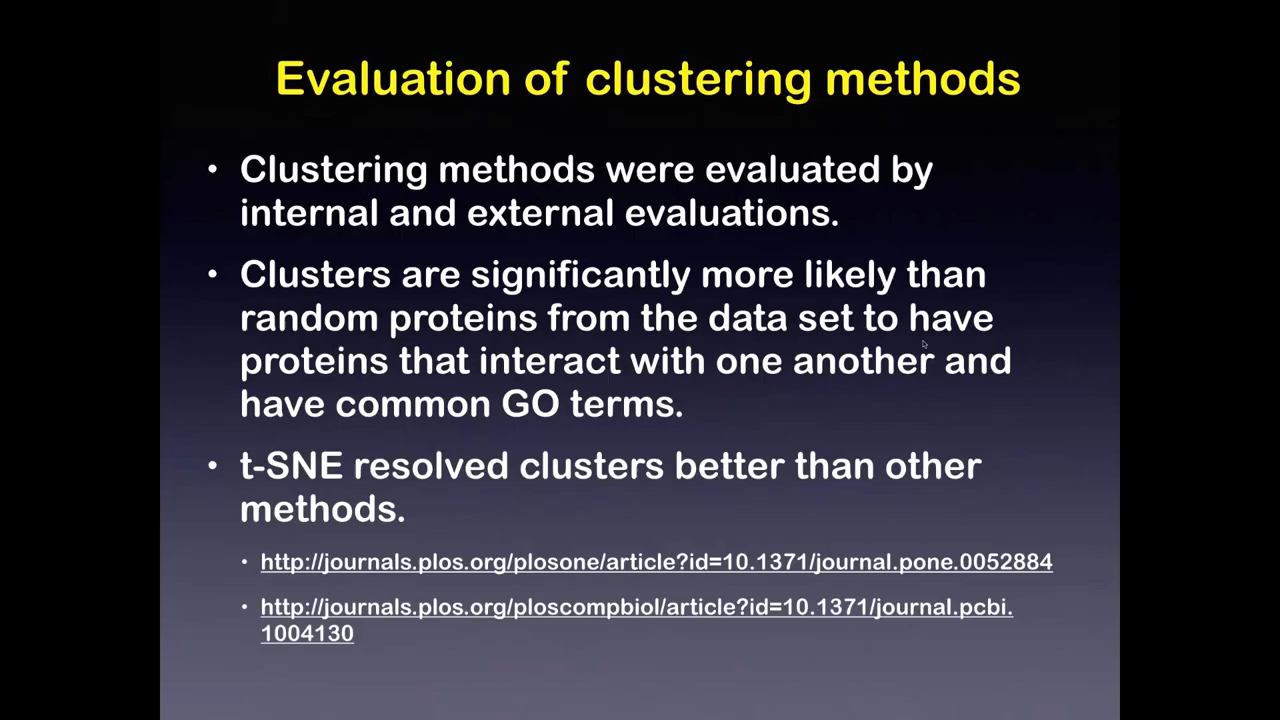 Evaluation of clustering methods
• Clustering methods were evaluated by
internal and external evaluations.
• Clusters are significantly more likely than
random proteins from the data set to have
proteins that interact with one another and
have common GO terms.
• t-SNE resolved clusters better than other
methods.
• http://journals.plos.org/plosone/article?id=10.1371/journal.pone.0052884
• http://journals.plos.org/ploscompbiol/article?id=10.1371/journal.pcbi.
1004130